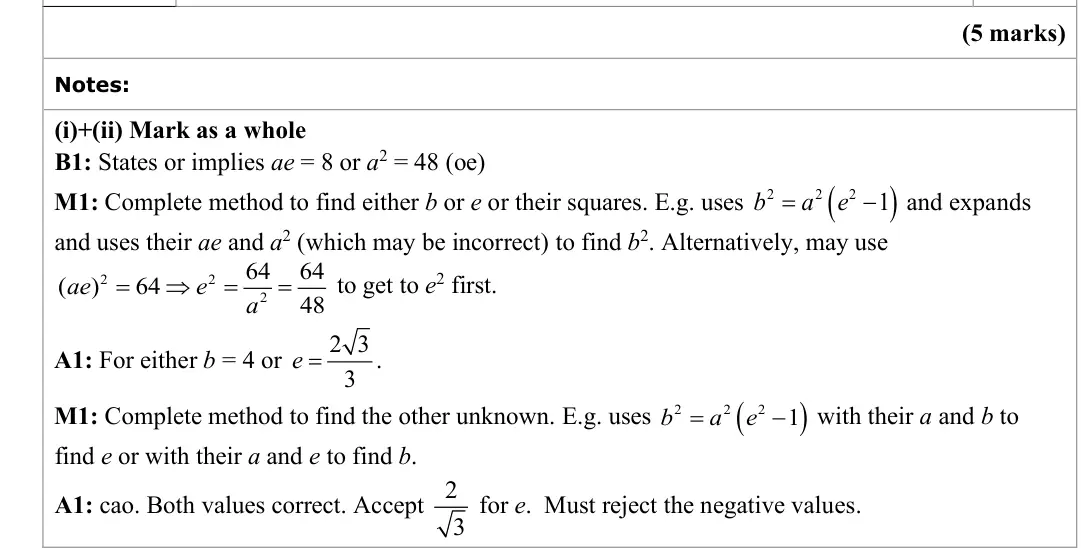 (5 marks)
Notes:
(i)+(ii) Mark as a whole
B1: States or implies ae = 8 or a² = 48 (oe)
M1: Complete method to find either b or e or their squares. E.g. uses b² = a²(e² −1) and expands
and uses their ae and a² (which may be incorrect) to find b². Alternatively, may use
(ae)² = 64 ⇒ e² = 64/a² = 64/48 to get to e² first.
A1: For either b = 4 or e = 2√3/3.
M1: Complete method to find the other unknown. E.g. uses b² = a²(e² −1) with their a and b to
find e or with their a and e to find b.
A1: cao. Both values correct. Accept 2/√3 for e. Must reject the negative values.